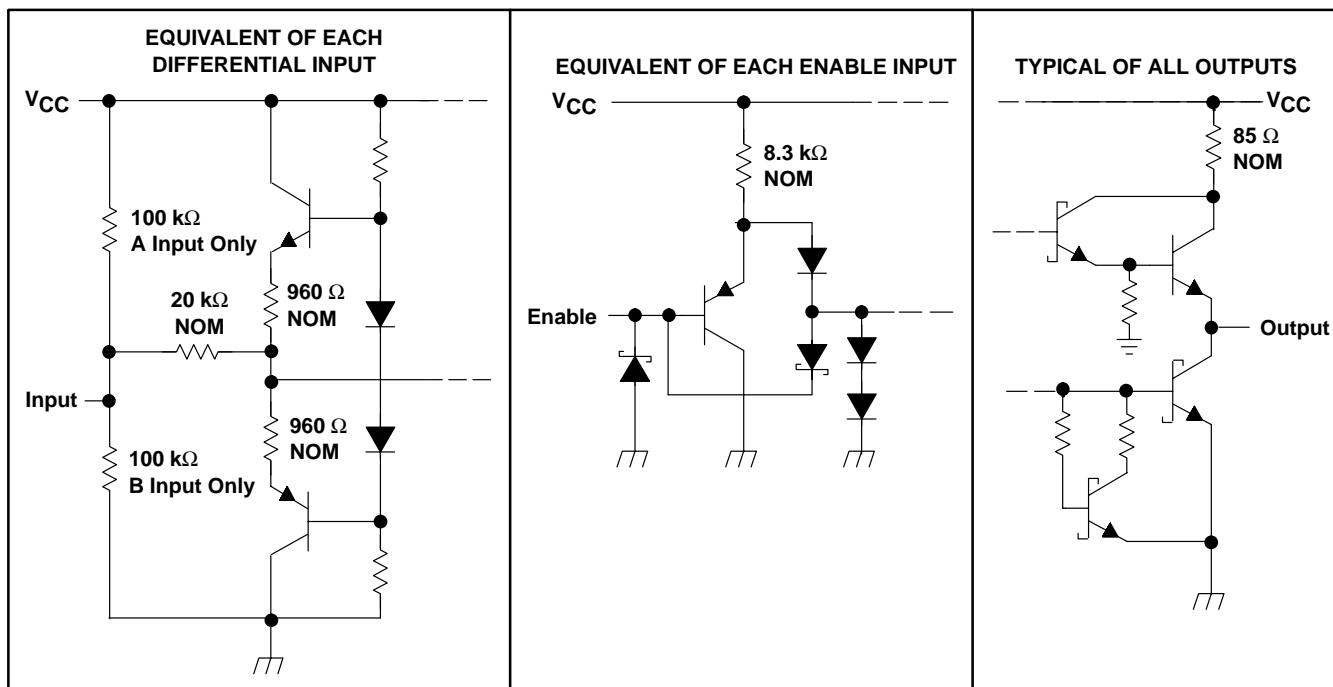 EQUIVALENT OF EACH
DIFFERENTIAL INPUT
VCC
100 kΩ
A Input Only
20 kΩ
NOM
960 Ω
NOM
Input
960 Ω
NOM
100 kΩ
B Input Only
EQUIVALENT OF EACH ENABLE INPUT
VCC
8.3 kΩ
NOM
Enable
TYPICAL OF ALL OUTPUTS
VCC
85 Ω
NOM
Output